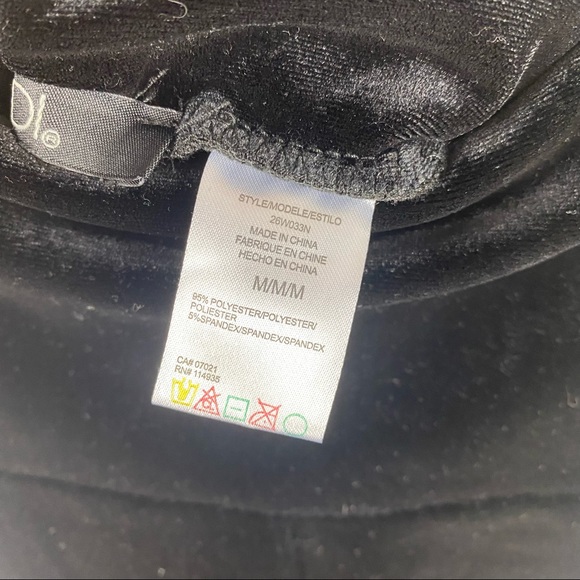 DI®
STYLE/MODELE/ESTILO
26W033N
MADE IN CHINA
FABRIQUE EN CHINE
HECHO EN CHINA
M/M/M
95% POLYESTER/POLYESTER/
POLIESTER
5%SPANDEX/SPANDEX/SPANDEX
CA# 07021
RN# 114935